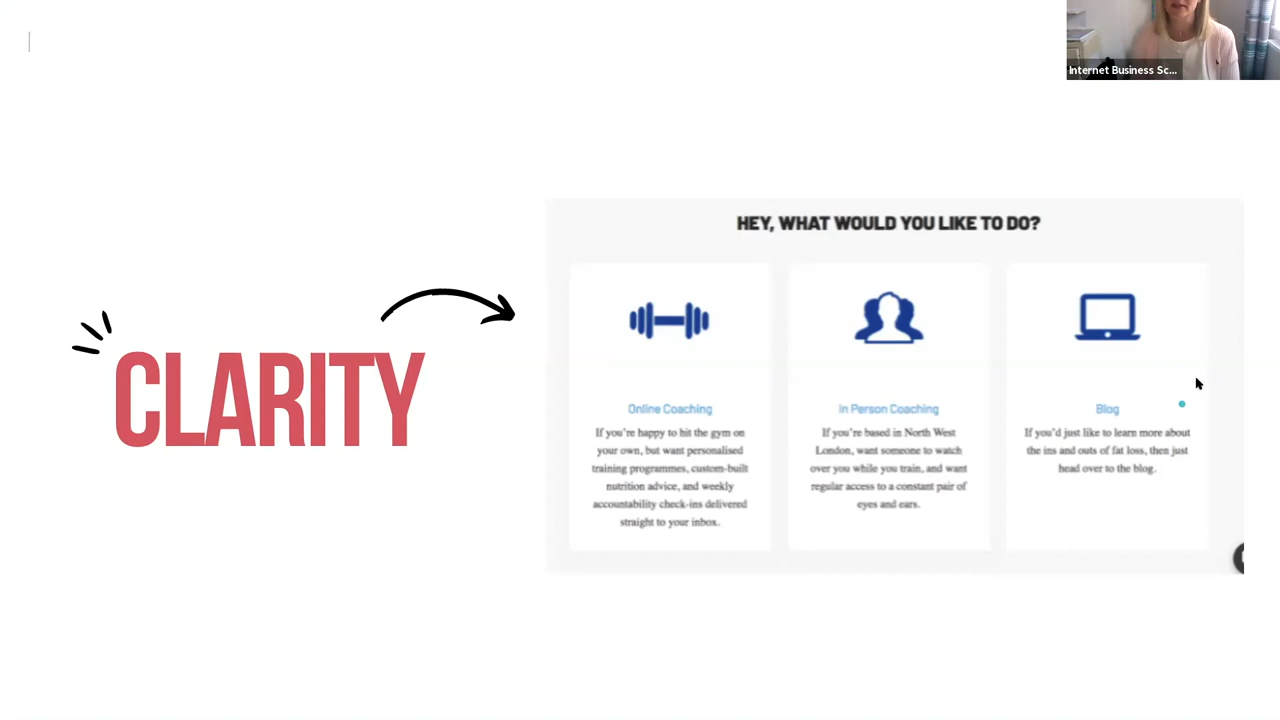 Internet Business Sc...
HEY, WHAT WOULD YOU LIKE TO DO?
CLARITY
Online Coaching
If you're happy to hit the gym on
your own, but want personalised
training programmes, custom-built
nutrition advice, and weekly
accountability check-ins delivered
straight to your inbox.
In Person Coaching
If you're based in North West
London, want someone to watch
over you while you train, and want
regular access to a constant pair of
eyes and ears.
Blog
If you'd just like to learn more about
the ins and outs of fat loss, then just
head over to the blog.